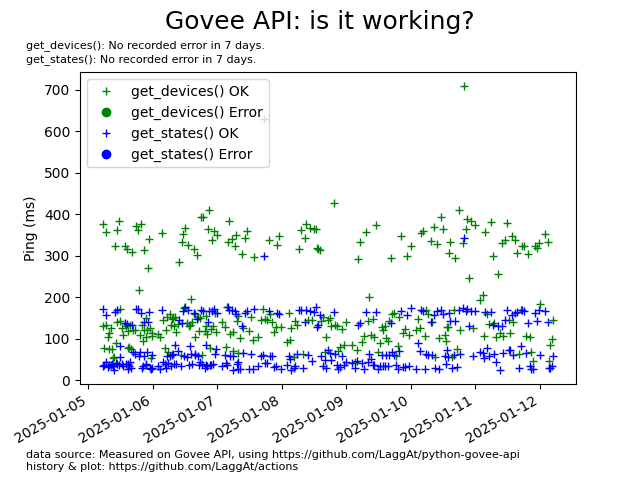 Govee API: is it working?
get_devices(): No recorded error in 7 days.
get_states(): No recorded error in 7 days.
get_devices() OK
get_devices() Error
get_states() OK
get_states() Error
Ping (ms)
700
600
500
400
300
200
100
0
2025-01-05
2025-01-06
2025-01-07
2025-01-08
2025-01-09
2025-01-10
2025-01-11
2025-01-12
data source: Measured on Govee API, using https://github.com/LaggAt/python-govee-api
history & plot: https://github.com/LaggAt/actions